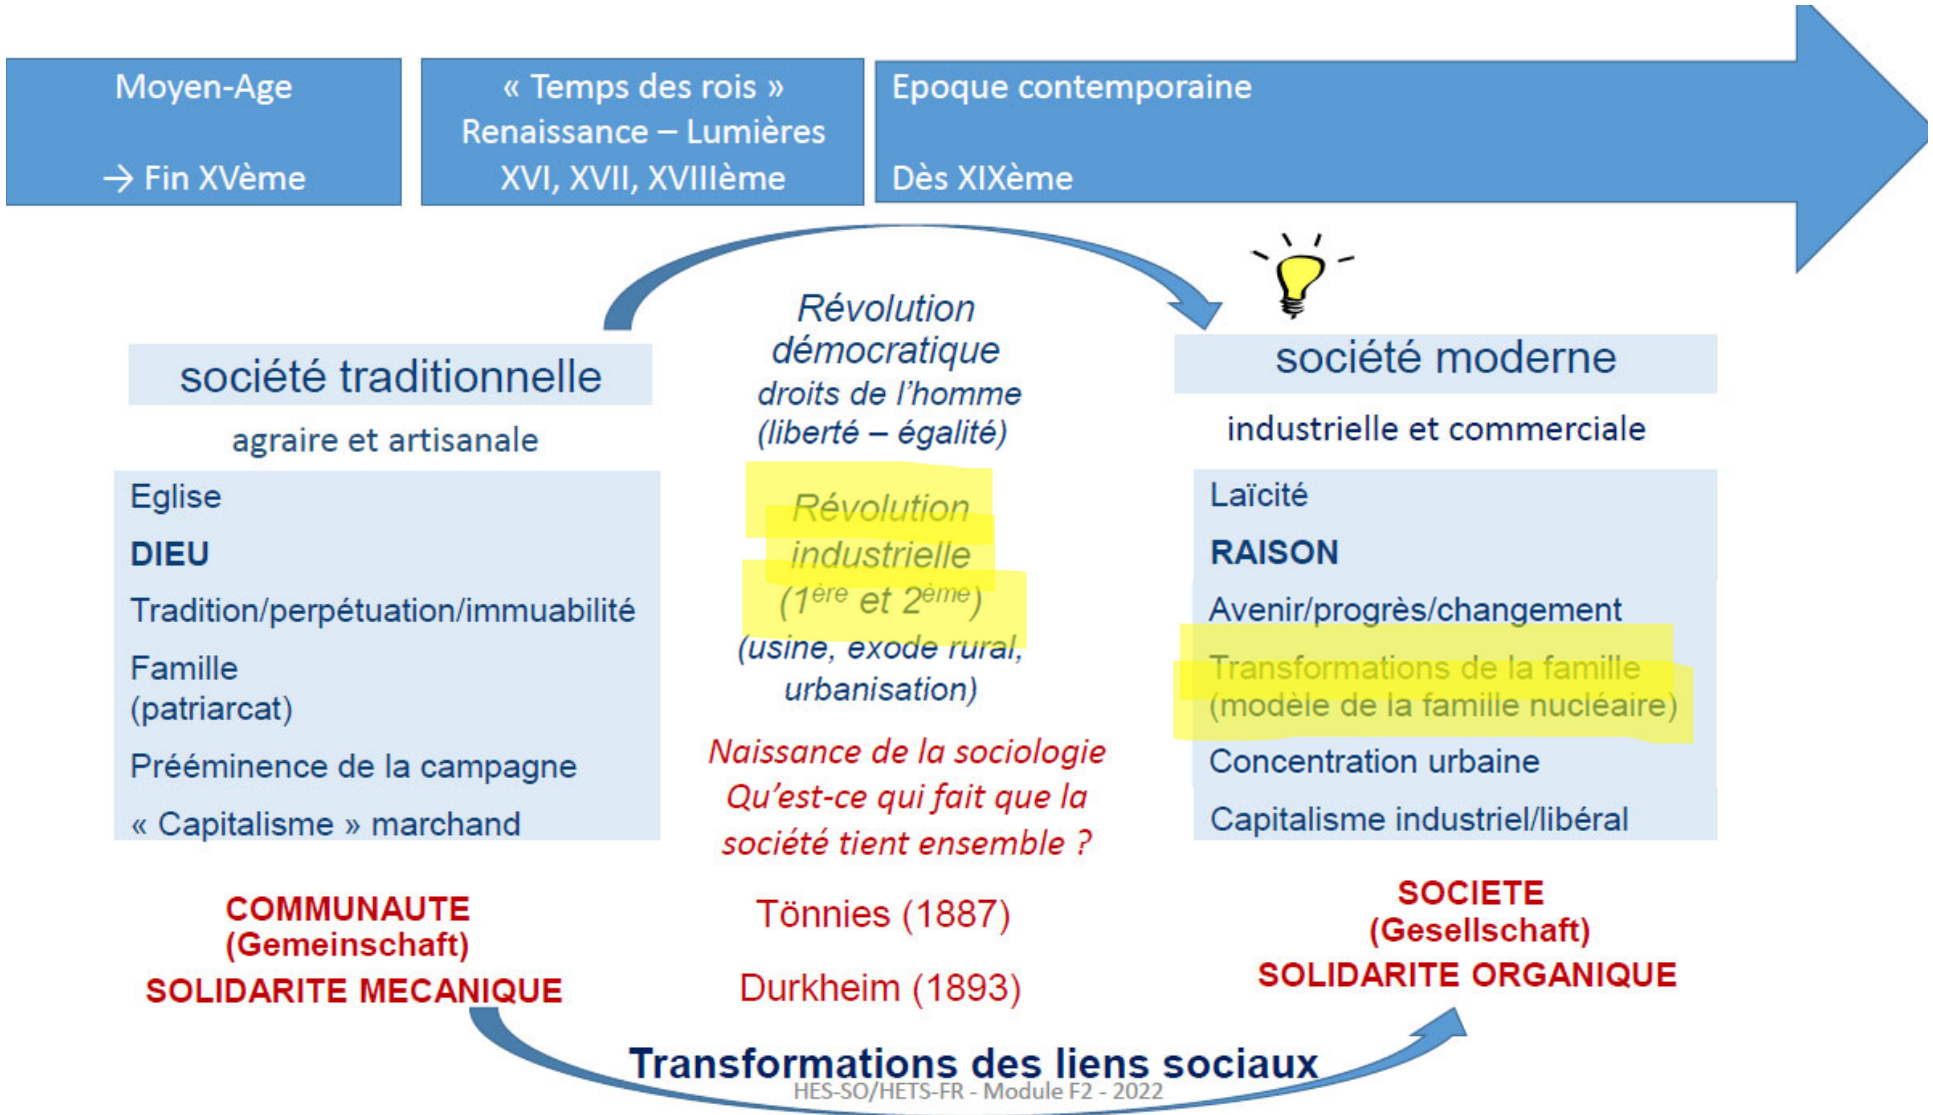 Moyen-Age
→ Fin XVème
« Temps des rois »
Renaissance – Lumières
XVI, XVII, XVIIIème
Epoque contemporaine
Dès XIXème
société traditionnelle
agraire et artisanale
Eglise
DIEU
Tradition/perpétuation/immuabilité
Famille
(patriarcat)
Prééminence de la campagne
« Capitalisme » marchand
COMMUNAUTE
(Gemeinschaft)
SOLIDARITE MECANIQUE
Révolution
démocratique
droits de l'homme
(liberté – égalité)
Révolution
industrielle
(1ère et 2ème)
(usine, exode rural,
urbanisation)
Naissance de la sociologie
Qu'est-ce qui fait que la
société tient ensemble ?
Tönnies (1887)
Durkheim (1893)
société moderne
industrielle et commerciale
Laïcité
RAISON
Avenir/progrès/changement
Transformations de la famille
(modèle de la famille nucléaire)
Concentration urbaine
Capitalisme industriel/libéral
SOCIETE
(Gesellschaft)
SOLIDARITE ORGANIQUE
Transformations des liens sociaux
HES-SO/HETS-FR - Module F2 - 2022